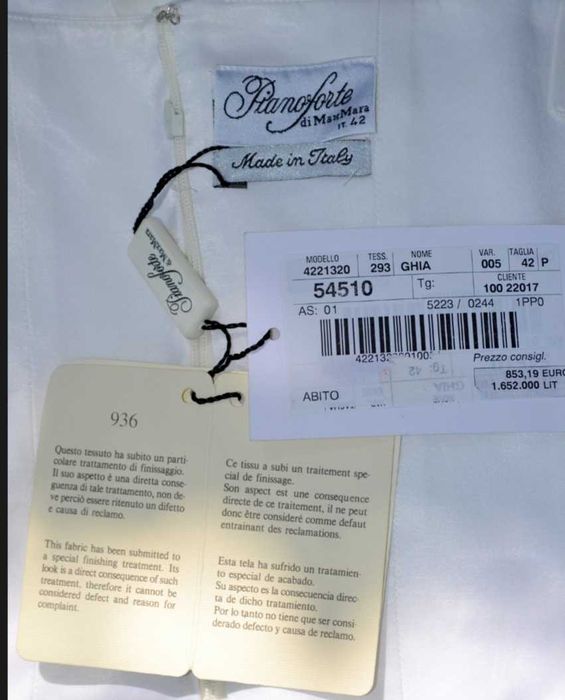 Pianoforte
di MaxMara
IT. 42
Made in Italy
Pianoforte
di MaxMara
MODELLO TESS. NOME VAR. TAGLIA
4221320 293 GHIA 005 42 P
54510 Tg: CLIENTE
100 22017
AS: 01 5223 / 0244 1PP0
Prezzo consigl.
853,19 EURO
1.652.000 LIT
ABITO
936
Questo tessuto ha subito un parti-
colare trattamento di finissaggio.
Il suo aspetto è una diretta conse-
guenza di tale trattamento, non de-
ve perciò essere ritenuto un difetto
e causa di reclamo.
This fabric has been submitted to
a special finishing treatment. Its
look is a direct consequence of such
treatment, therefore it cannot be
considered defect and reason for
complaint.
Ce tissu a subi un traitement spe-
cial de finissage.
Son aspect est une consequence
directe de ce traitement, il ne peut
donc être consideré comme defaut
entrainant des reclamations.
Esta tela ha sufrido un tratamien-
to especial de acabado.
Su aspecto es la consecuencia direc-
ta de dicho tratamiento.
Por lo tanto no tiene que ser consi-
derado defecto y causa de reclamo.